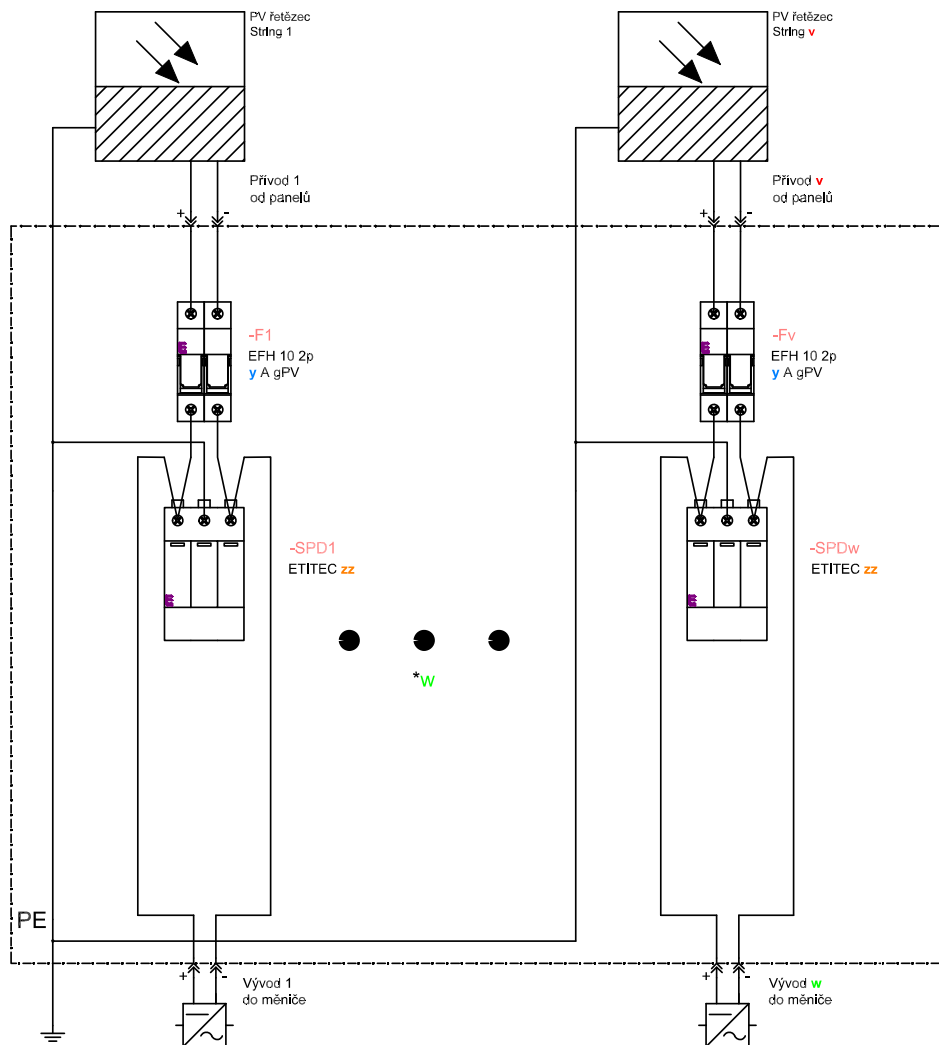 PV řetězec
String 1
PV řetězec
String v
Přívod 1
od panelů
Přívod v
od panelů
+ -
+ -
-F1
EFH 10 2p
y A gPV
-Fv
EFH 10 2p
y A gPV
E
E
-SPD1
ETITEC zz
-SPDw
ETITEC zz
E
E
*w
PE
+ -
+ -
Vývod 1
do měniče
Vývod w
do měniče